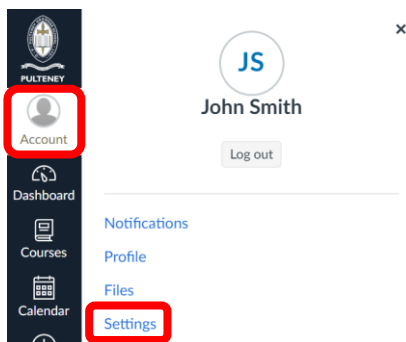 PULTENEY
Account
Dashboard
Courses
Calendar
×
JS
John Smith
Log out
Notifications
Profile
Files
Settings